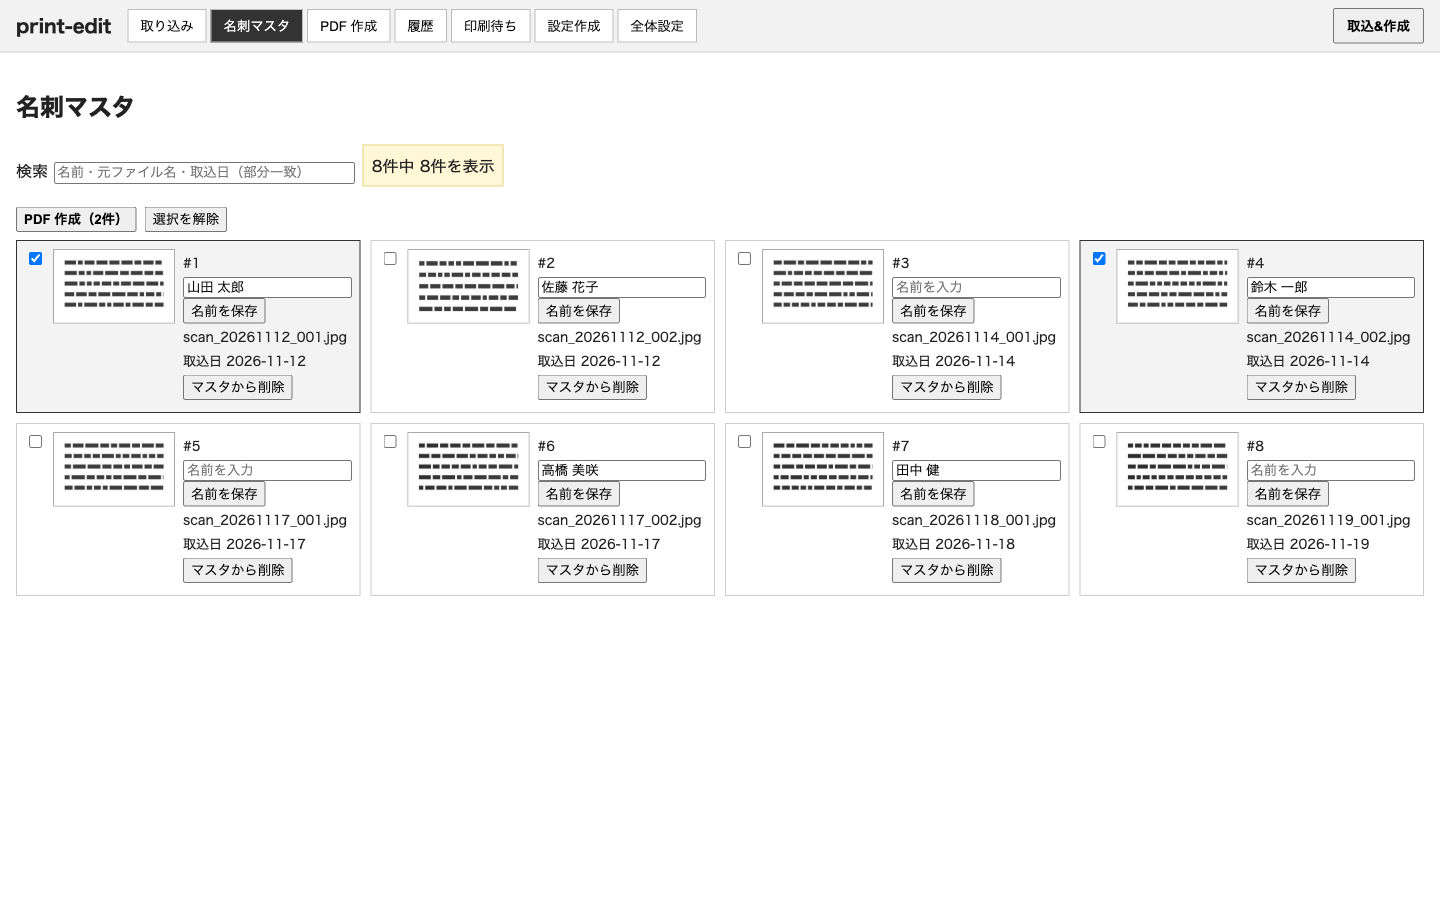 print-edit 取り込み 名刺マスタ PDF 作成 履歴 印刷待ち 設定作成 全体設定 取込&作成
名刺マスタ
検索 名前・元ファイル名・取込日（部分一致） 8件中 8件を表示
PDF 作成（2件） 選択を解除
#1
山田 太郎
名前を保存
scan_20261112_001.jpg
取込日 2026-11-12
マスタから削除
#2
佐藤 花子
名前を保存
scan_20261112_002.jpg
取込日 2026-11-12
マスタから削除
#3
名前を入力
名前を保存
scan_20261114_001.jpg
取込日 2026-11-14
マスタから削除
#4
鈴木 一郎
名前を保存
scan_20261114_002.jpg
取込日 2026-11-14
マスタから削除
#5
名前を入力
名前を保存
scan_20261117_001.jpg
取込日 2026-11-17
マスタから削除
#6
高橋 美咲
名前を保存
scan_20261117_002.jpg
取込日 2026-11-17
マスタから削除
#7
田中 健
名前を保存
scan_20261118_001.jpg
取込日 2026-11-18
マスタから削除
#8
名前を入力
名前を保存
scan_20261119_001.jpg
取込日 2026-11-19
マスタから削除